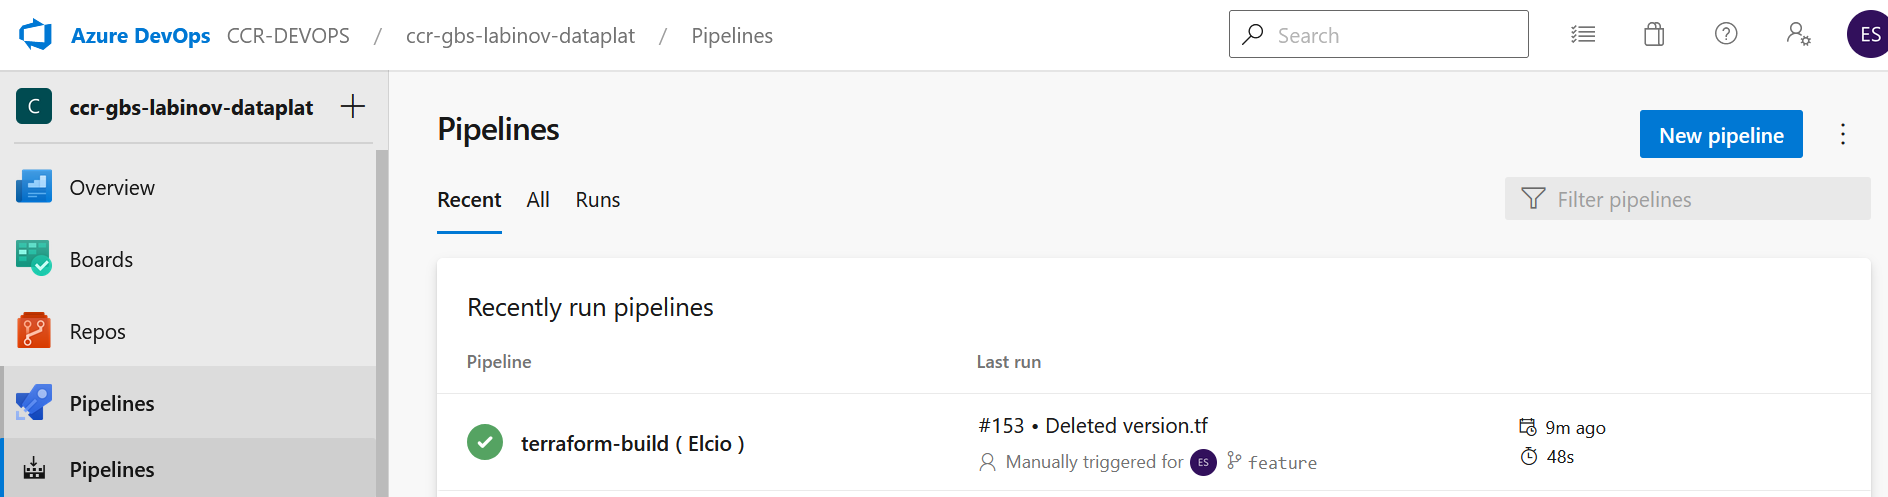 Azure DevOps CCR-DEVOPS / ccr-gbs-labinov-dataplat / Pipelines
Search
ES
C ccr-gbs-labinov-dataplat
Overview
Boards
Repos
Pipelines
Pipelines
Pipelines
New pipeline
Recent All Runs
Filter pipelines
Recently run pipelines
Pipeline Last run
terraform-build ( Elcio )
#153 • Deleted version.tf
Manually triggered for ES feature
9m ago
48s